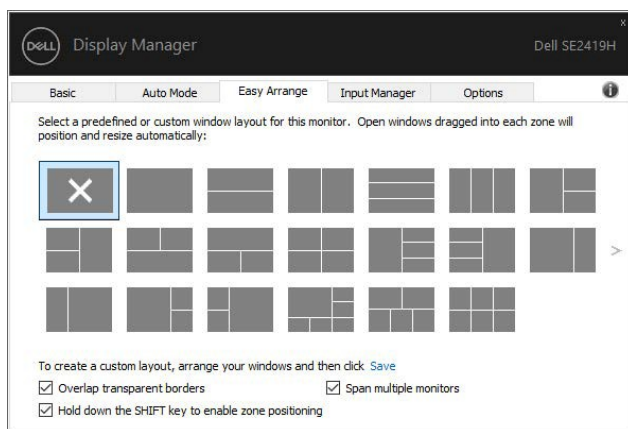 x
DELL Display Manager Dell SE2419H
Basic Auto Mode Easy Arrange Input Manager Options i
Select a predefined or custom window layout for this monitor. Open windows dragged into each zone will
position and resize automatically:
>
To create a custom layout, arrange your windows and then click Save
Overlap transparent borders Span multiple monitors
Hold down the SHIFT key to enable zone positioning